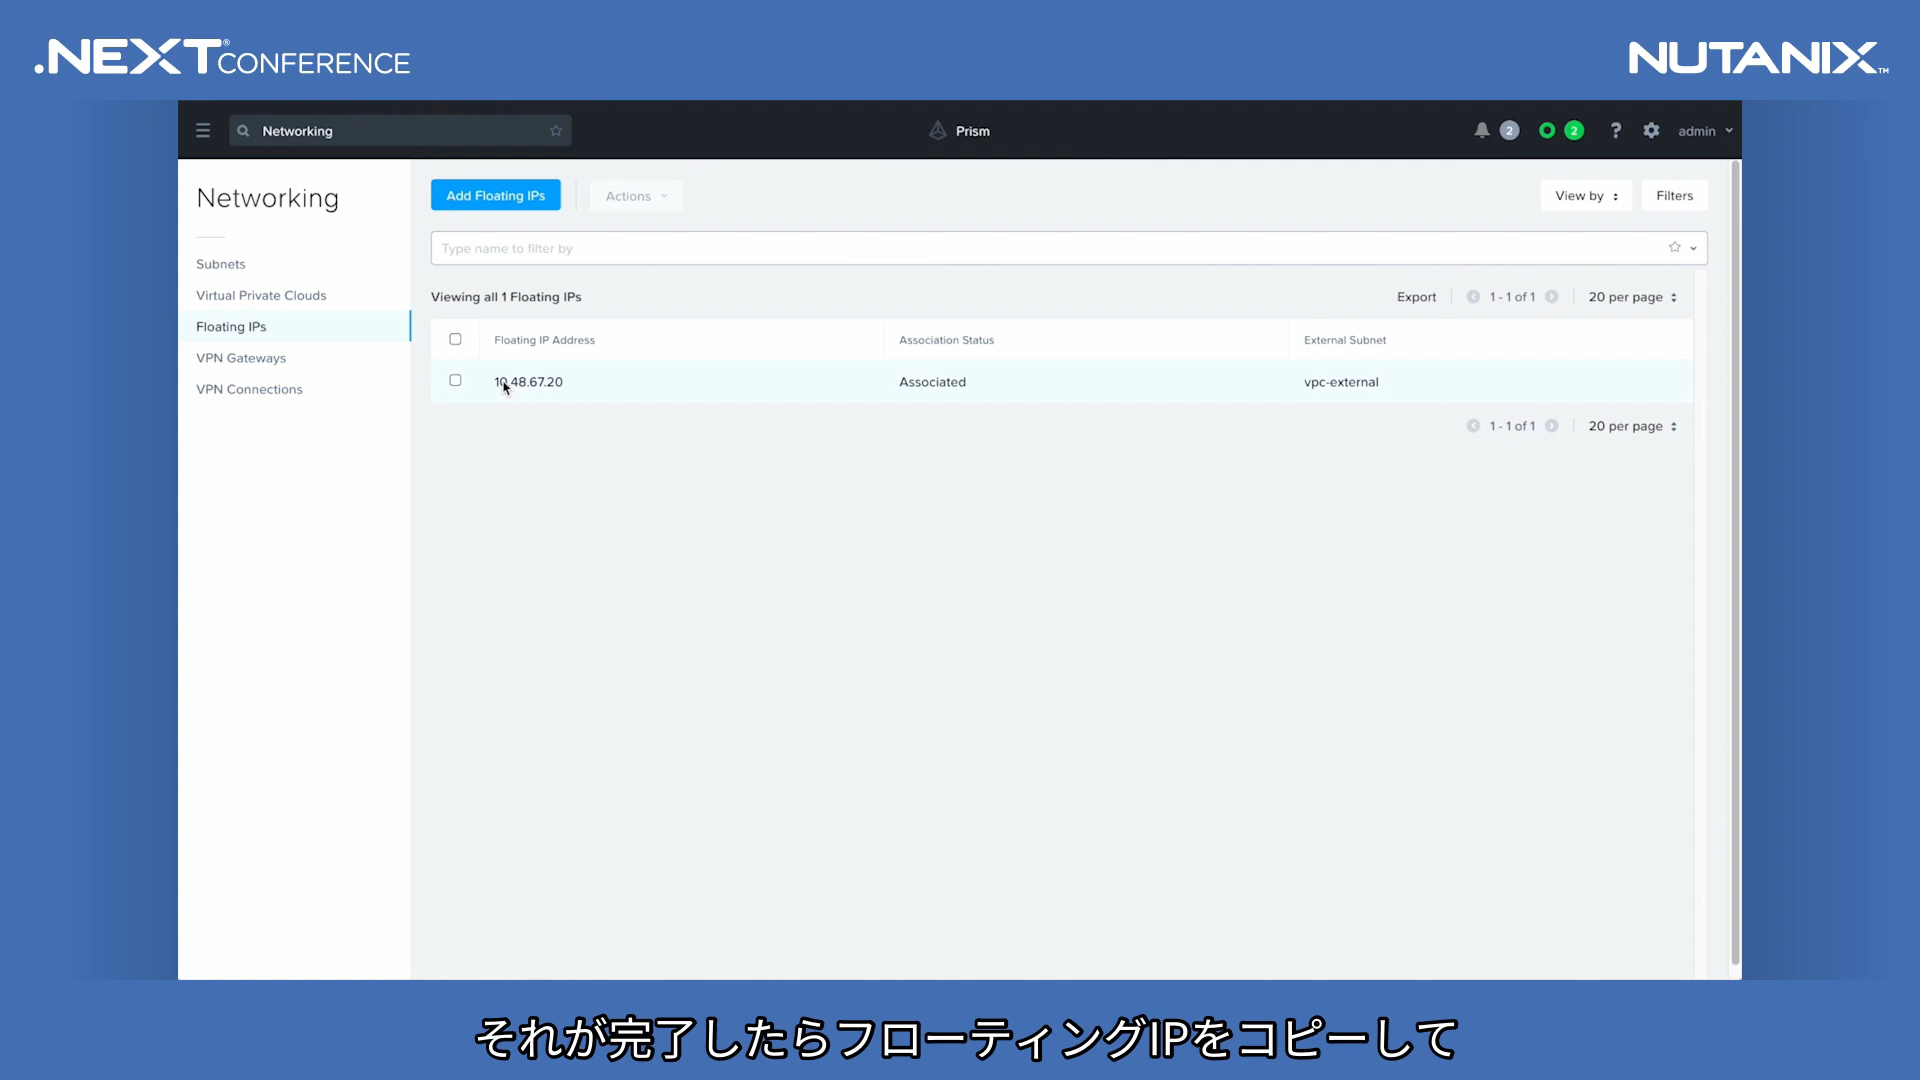 .NEXT® CONFERENCE
NUTANIX™
Networking
Prism
2
2
?
admin
Networking
Subnets
Virtual Private Clouds
Floating IPs
VPN Gateways
VPN Connections
Add Floating IPs
Actions
View by
Filters
Type name to filter by
Viewing all 1 Floating IPs
Export
1 - 1 of 1
20 per page
Floating IP Address
Association Status
External Subnet
10.48.67.20
Associated
vpc-external
1 - 1 of 1
20 per page
それが完了したらフローティングIPをコピーして